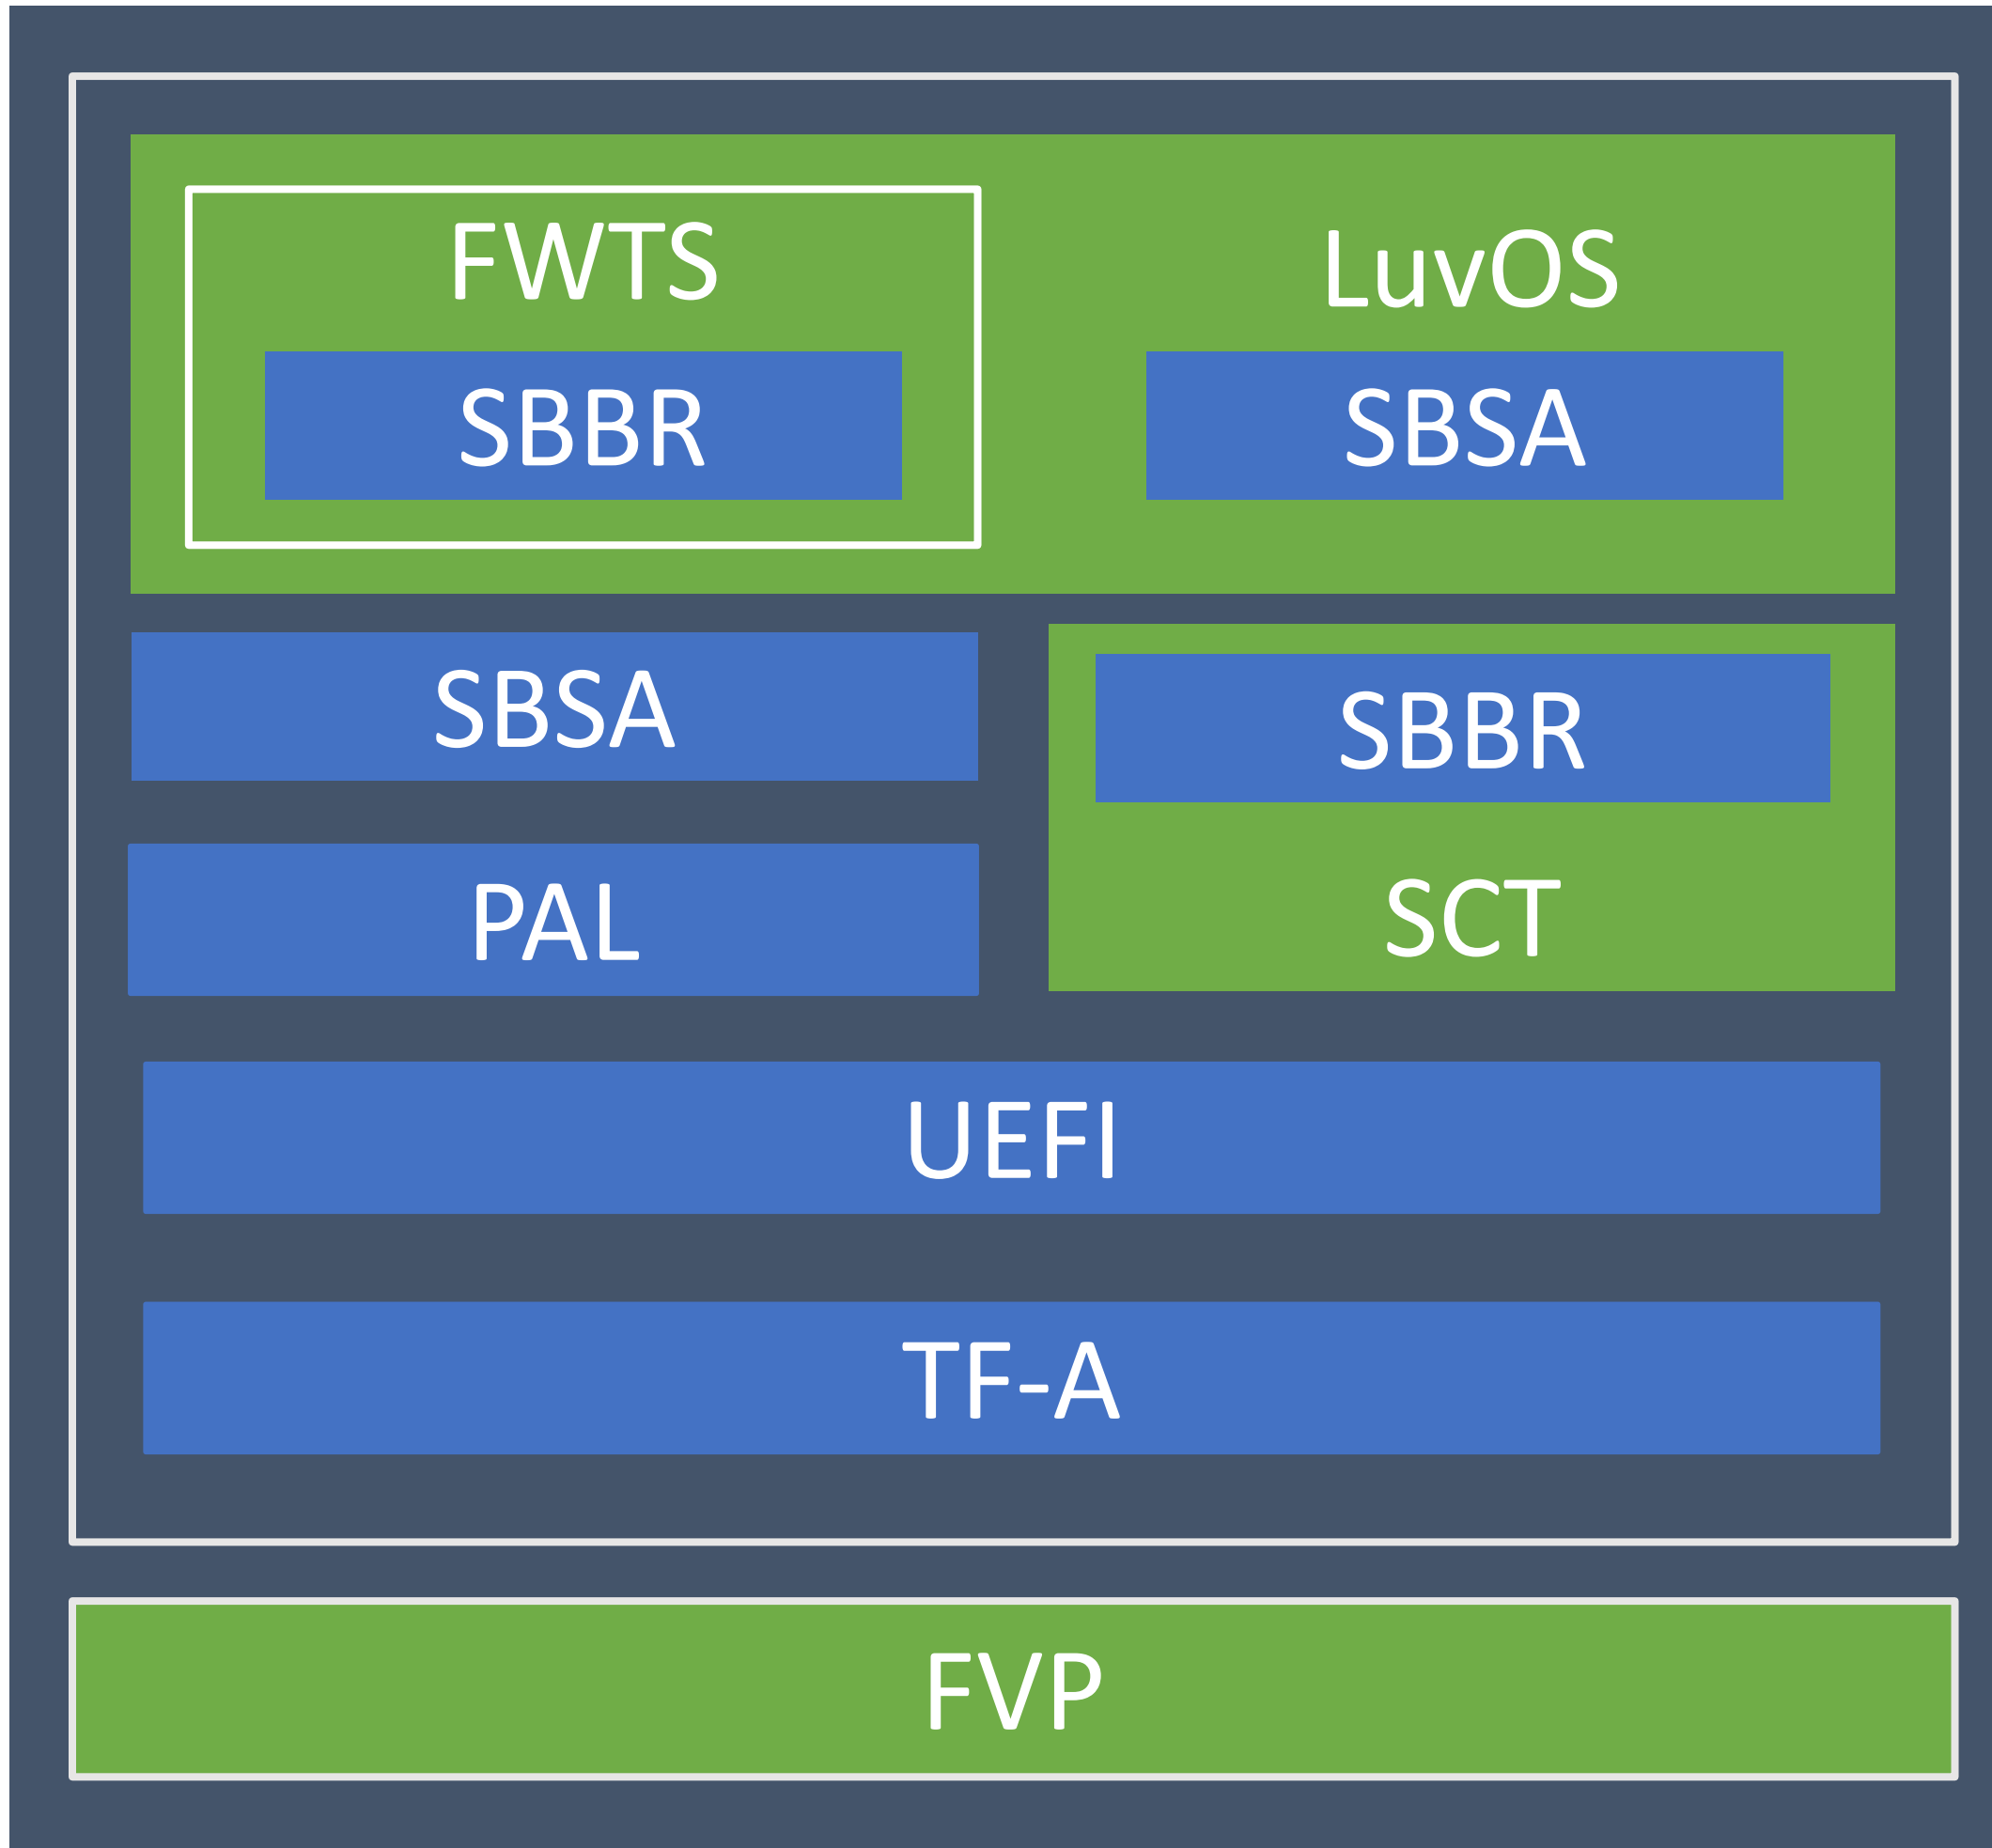 FWTS
LuvOS
SBBR
SBSA
SBSA
SBBR
PAL
SCT
UEFI
TF-A
FVP